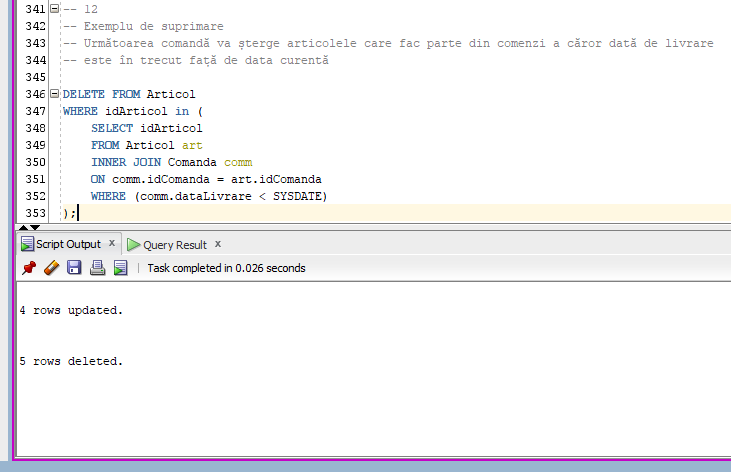 341 -- 12
342 -- Exemplu de suprimare
343 -- Următoarea comandă va șterge articolele care fac parte din comenzi a căror dată de livrare
344 -- este în trecut față de data curentă
345
346 DELETE FROM Articol
347 WHERE idArticol in (
348 SELECT idArticol
349 FROM Articol art
350 INNER JOIN Comanda comm
351 ON comm.idComanda = art.idComanda
352 WHERE (comm.dataLivrare < SYSDATE)
353 );
Script Output x Query Result x
Task completed in 0.026 seconds
4 rows updated.
5 rows deleted.